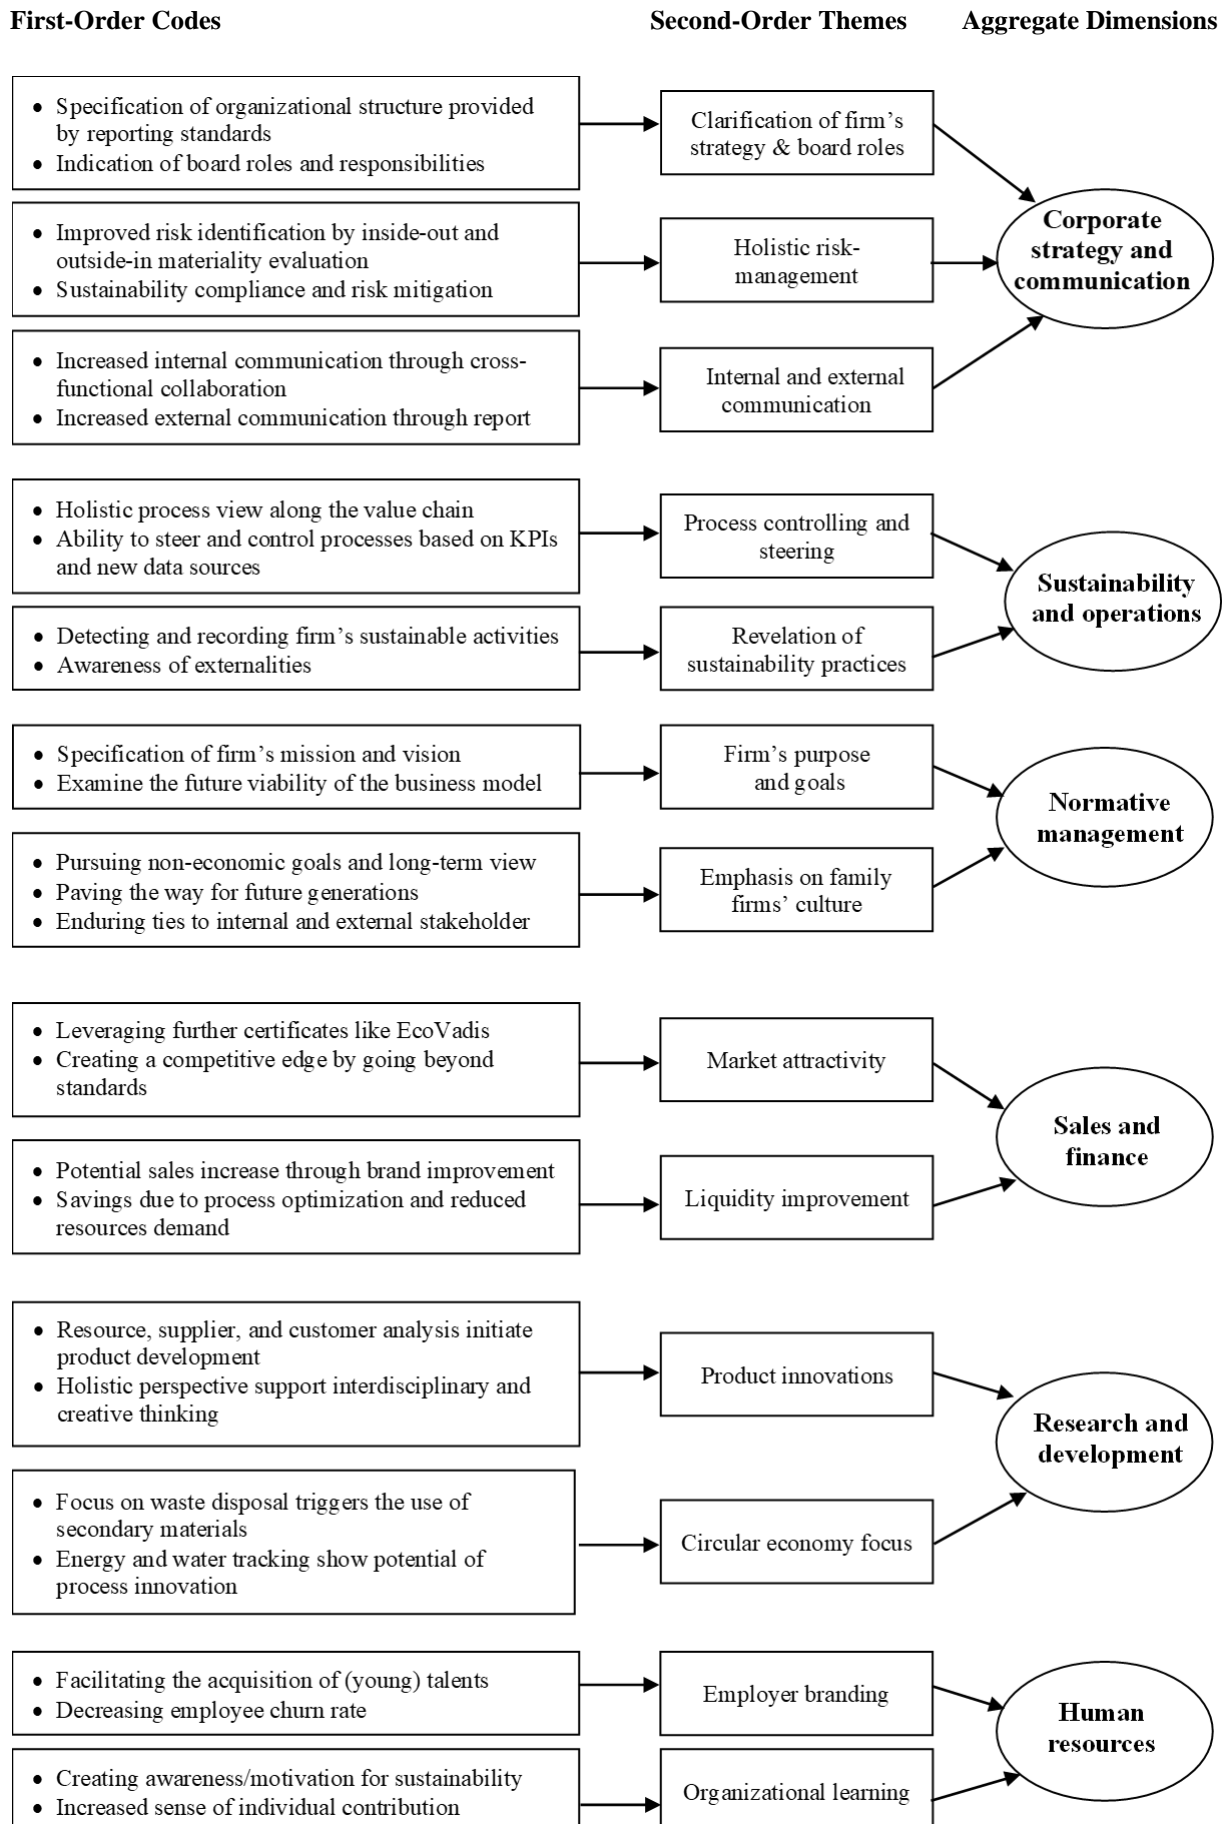 First-Order Codes
Second-Order Themes
Aggregate Dimensions
• Specification of organizational structure provided
by reporting standards
• Indication of board roles and responsibilities
Clarification of firm’s
strategy & board roles
• Improved risk identification by inside-out and
outside-in materiality evaluation
• Sustainability compliance and risk mitigation
Holistic risk-
management
• Increased internal communication through cross-
functional collaboration
• Increased external communication through report
Internal and external
communication
Corporate
strategy and
communication
• Holistic process view along the value chain
• Ability to steer and control processes based on KPIs
and new data sources
Process controlling and
steering
• Detecting and recording firm’s sustainable activities
• Awareness of externalities
Revelation of
sustainability practices
Sustainability
and operations
• Specification of firm’s mission and vision
• Examine the future viability of the business model
Firm’s purpose
and goals
• Pursuing non-economic goals and long-term view
• Paving the way for future generations
• Enduring ties to internal and external stakeholder
Emphasis on family
firms’ culture
Normative
management
• Leveraging further certificates like EcoVadis
• Creating a competitive edge by going beyond
standards
Market attractivity
• Potential sales increase through brand improvement
• Savings due to process optimization and reduced
resources demand
Liquidity improvement
Sales and
finance
• Resource, supplier, and customer analysis initiate
product development
• Holistic perspective support interdisciplinary and
creative thinking
Product innovations
• Focus on waste disposal triggers the use of
secondary materials
• Energy and water tracking show potential of
process innovation
Circular economy focus
Research and
development
• Facilitating the acquisition of (young) talents
• Decreasing employee churn rate
Employer branding
• Creating awareness/motivation for sustainability
• Increased sense of individual contribution
Organizational learning
Human
resources